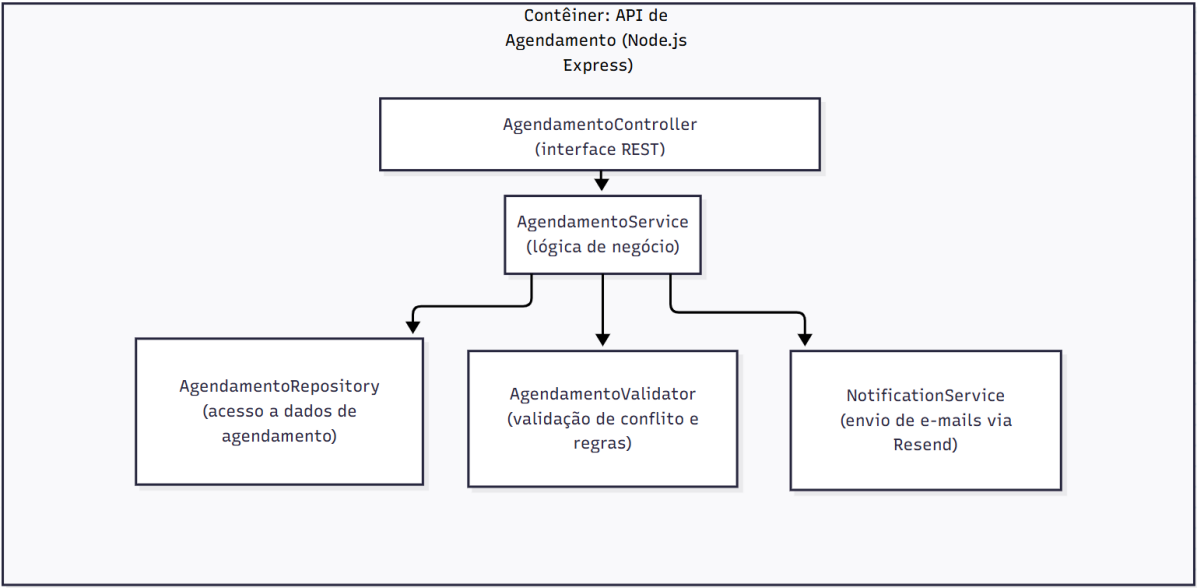 Contêiner: API de
Agendamento (Node.js
Express)
AgendamentoController
(interface REST)
AgendamentoService
(lógica de negócio)
AgendamentoRepository
(acesso a dados de
agendamento)
AgendamentoValidator
(validação de conflito e
regras)
NotificationService
(envio de e-mails via
Resend)